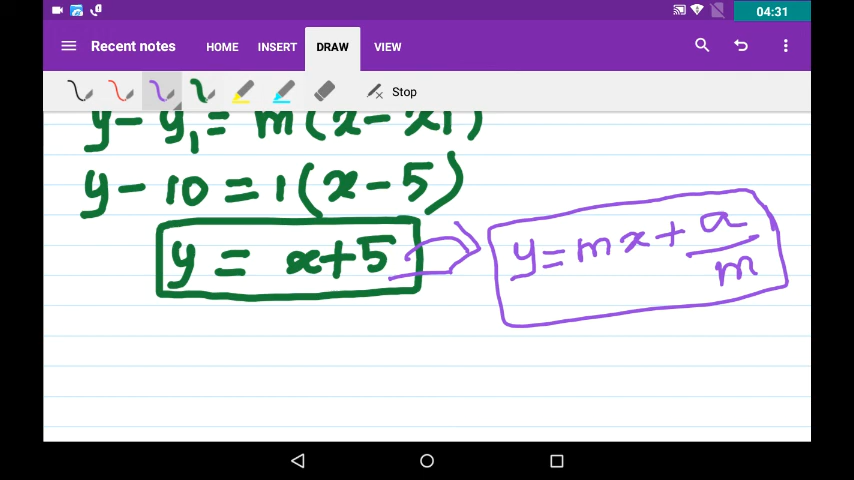 04:31
Recent notes HOME INSERT DRAW VIEW
Stop
y - y₁ = m(x - x1)
y - 10 = 1(x - 5)
y = x+5
y = mx + a/m